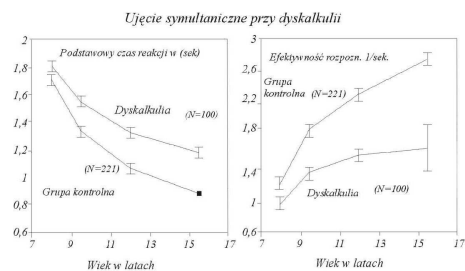 Ujęcie symultaniczne przy dyskalkulii
Podstawowy czas reakcji w (sek)
2
1,8
1,6
1,4
1,2
1
0,8
0,6
Dyskalkulia (N=100)
(N=221)
Grupa kontrolna
7 9 11 13 15 17
Wiek w latach
Efektywność rozpozn. 1/sek.
3
2,6
2,2
1,8
1,4
1
0,6
Grupa
kontrolna (N=221)
Dyskalkulia (N=100)
7 9 11 13 15 17
Wiek w latach